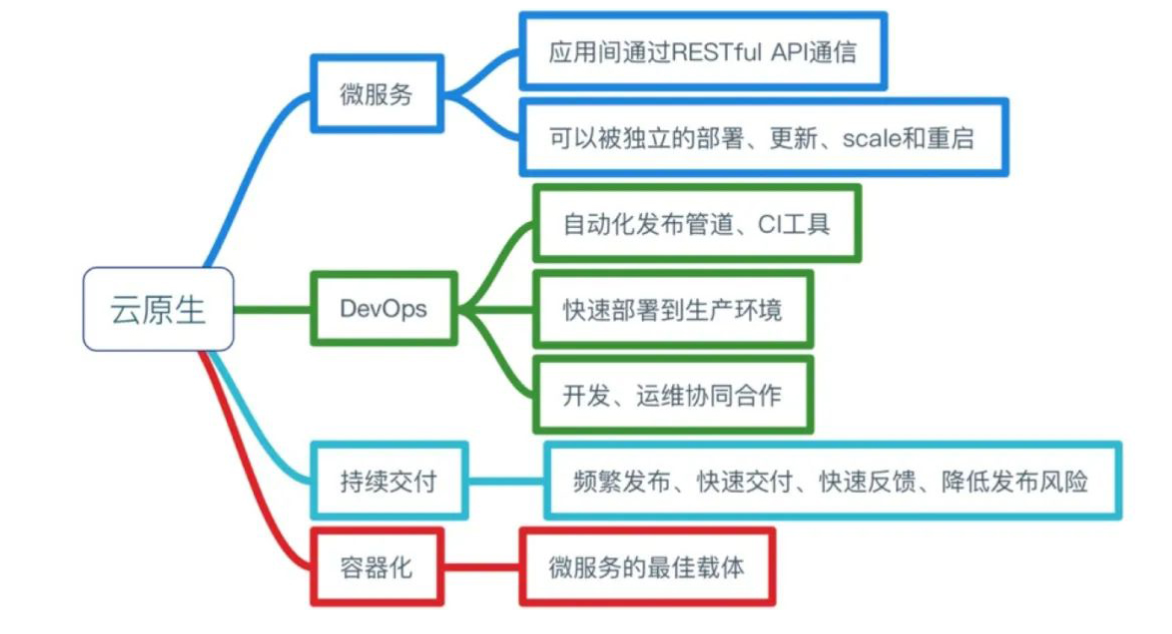 云原生
微服务
应用间通过RESTful API通信
可以被独立的部署、更新、scale和重启
DevOps
自动化发布管道、CI工具
快速部署到生产环境
开发、运维协同合作
持续交付
频繁发布、快速交付、快速反馈、降低发布风险
容器化
微服务的最佳载体